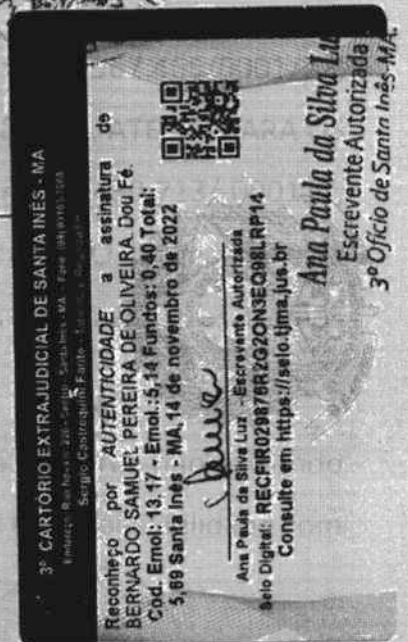 3º CARTÓRIO EXTRAJUDICIAL DE SANTA INÊS - MA
Reconheço por AUTENTICIDADE a assinatura de
BERNARDO SAMUEL PEREIRA DE OLIVEIRA Dou Fé.
Cod. Emol: 13.17 - Emol.:5,14 Fundos: 0,40 Total:
5,69 Santa Inês - MA,14 de novembro de 2022
Ana Paula da Silva Luz - Escrevente Autorizada
Selo Digital: RECFIR029876R2G2ON3EQ98LRP14
Consulte em https://selo.tjma.jus.br
Ana Paula da Silva Lu
Escrevente Autorizada
3º Ofício de Santa Inês-MA